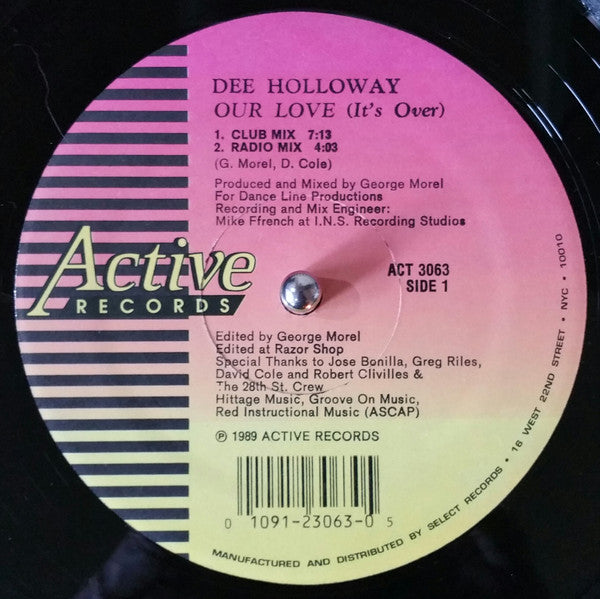 DEE HOLLOWAY
OUR LOVE (It's Over)
1. CLUB MIX 7:13
2. RADIO MIX 4:03
(G. Morel, D. Cole)
Produced and Mixed by George Morel
For Dance Line Productions
Recording and Mix Engineer:
Mike Ffrench at I.N.S. Recording Studios
Active
RECORDS
ACT 3063
SIDE 1
Edited by George Morel
Edited at Razor Shop
Special Thanks to Jose Bonilla, Greg Riles,
David Cole and Robert Clivilles &
The 28th St. Crew
Hittage Music, Groove On Music,
Red Instructional Music (ASCAP)
℗ 1989 ACTIVE RECORDS
0 1091-23063-0 5
MANUFACTURED AND DISTRIBUTED BY SELECT RECORDS • 16 WEST 22ND STREET • NYC • 10010